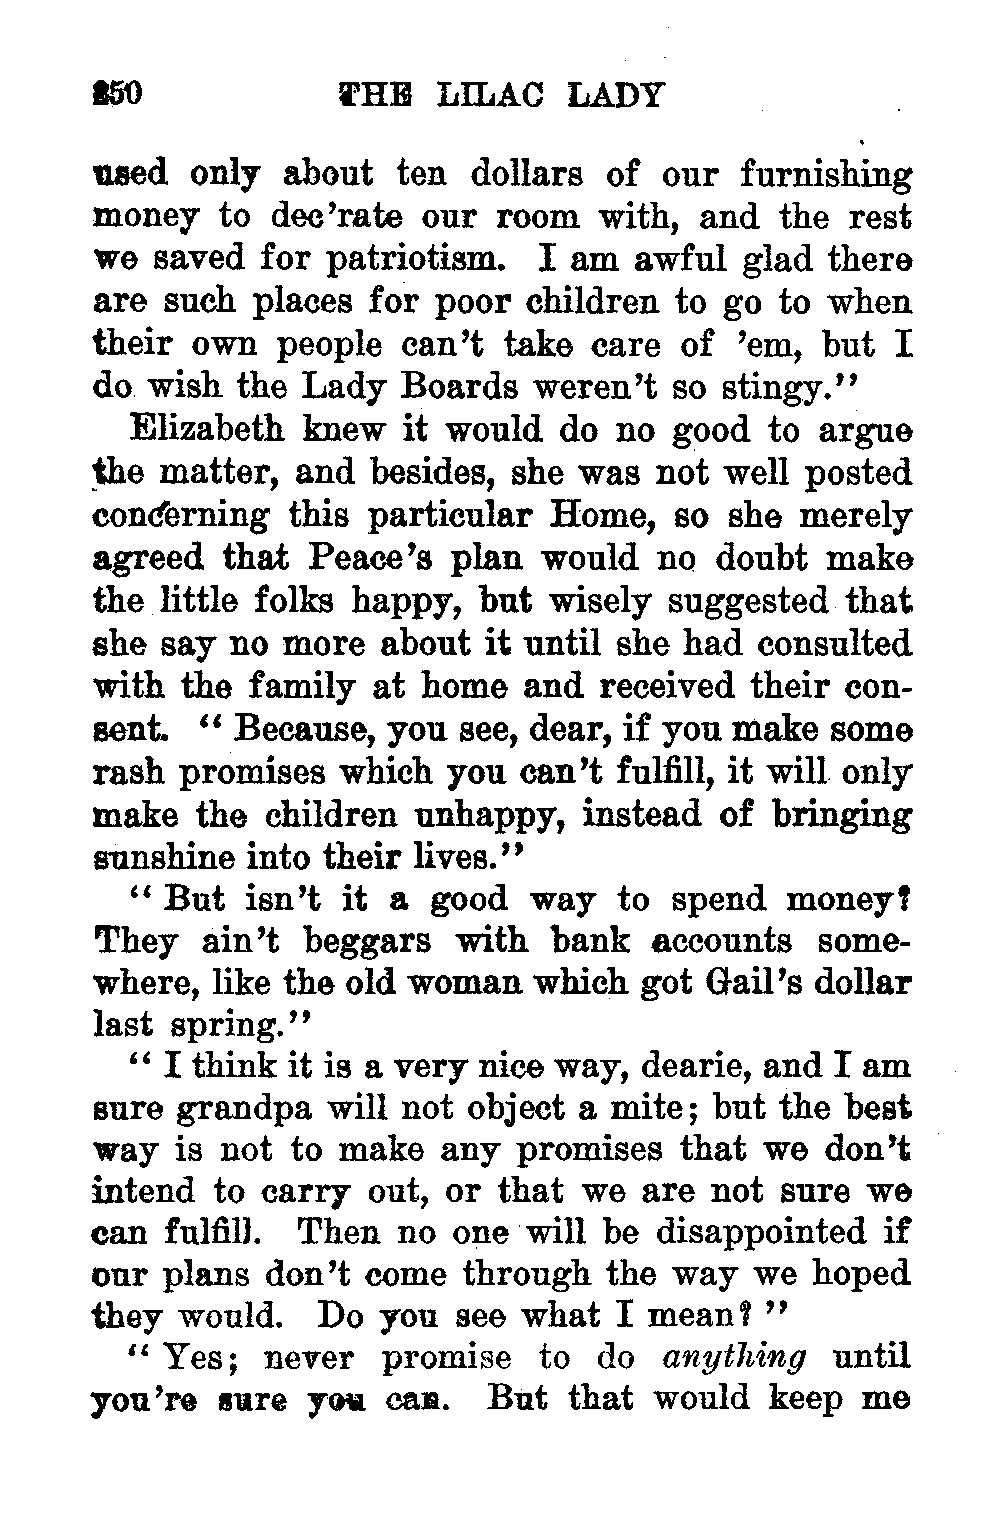 250 THE LILAC LADY
used only about ten dollars of our furnishing
money to dec'rate our room with, and the rest
we saved for patriotism. I am awful glad there
are such places for poor children to go to when
their own people can't take care of 'em, but I
do wish the Lady Boards weren't so stingy."
Elizabeth knew it would do no good to argue
the matter, and besides, she was not well posted
concerning this particular Home, so she merely
agreed that Peace's plan would no doubt make
the little folks happy, but wisely suggested that
she say no more about it until she had consulted
with the family at home and received their con-
sent. "Because, you see, dear, if you make some
rash promises which you can't fulfill, it will only
make the children unhappy, instead of bringing
sunshine into their lives."
"But isn't it a good way to spend money?
They ain't beggars with bank accounts some-
where, like the old woman which got Gail's dollar
last spring."
"I think it is a very nice way, dearie, and I am
sure grandpa will not object a mite; but the best
way is not to make any promises that we don't
intend to carry out, or that we are not sure we
can fulfill. Then no one will be disappointed if
our plans don't come through the way we hoped
they would. Do you see what I mean?"
"Yes; never promise to do anything until
you're sure you can. But that would keep me